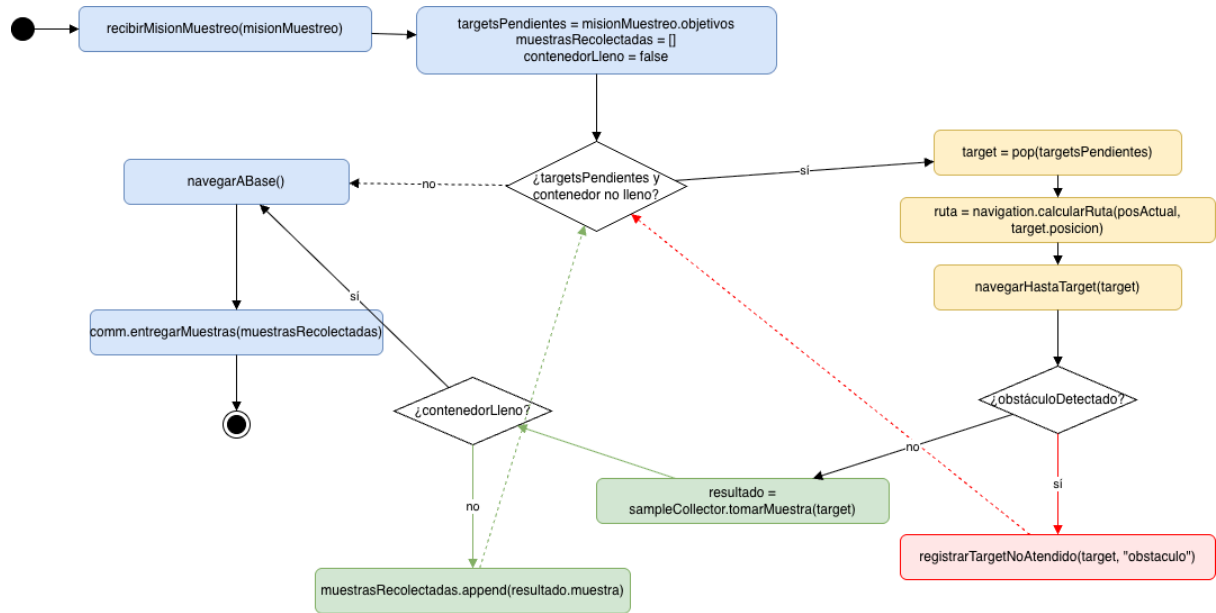 recibirMisionMuestreo(misionMuestreo)
targetsPendientes = misionMuestreo.objetivos
muestrasRecolectadas = []
contenedorLleno = false
¿targetsPendientes y
contenedor no lleno?
no
sí
navegarABase()
target = pop(targetsPendientes)
ruta = navigation.calcularRuta(posActual,
target.posicion)
navegarHastaTarget(target)
sí
comm.entregarMuestras(muestrasRecolectadas)
¿contenedorLleno?
¿obstáculoDetectado?
no
sí
resultado =
sampleCollector.tomarMuestra(target)
no
registrarTargetNoAtendido(target, "obstaculo")
muestrasRecolectadas.append(resultado.muestra)